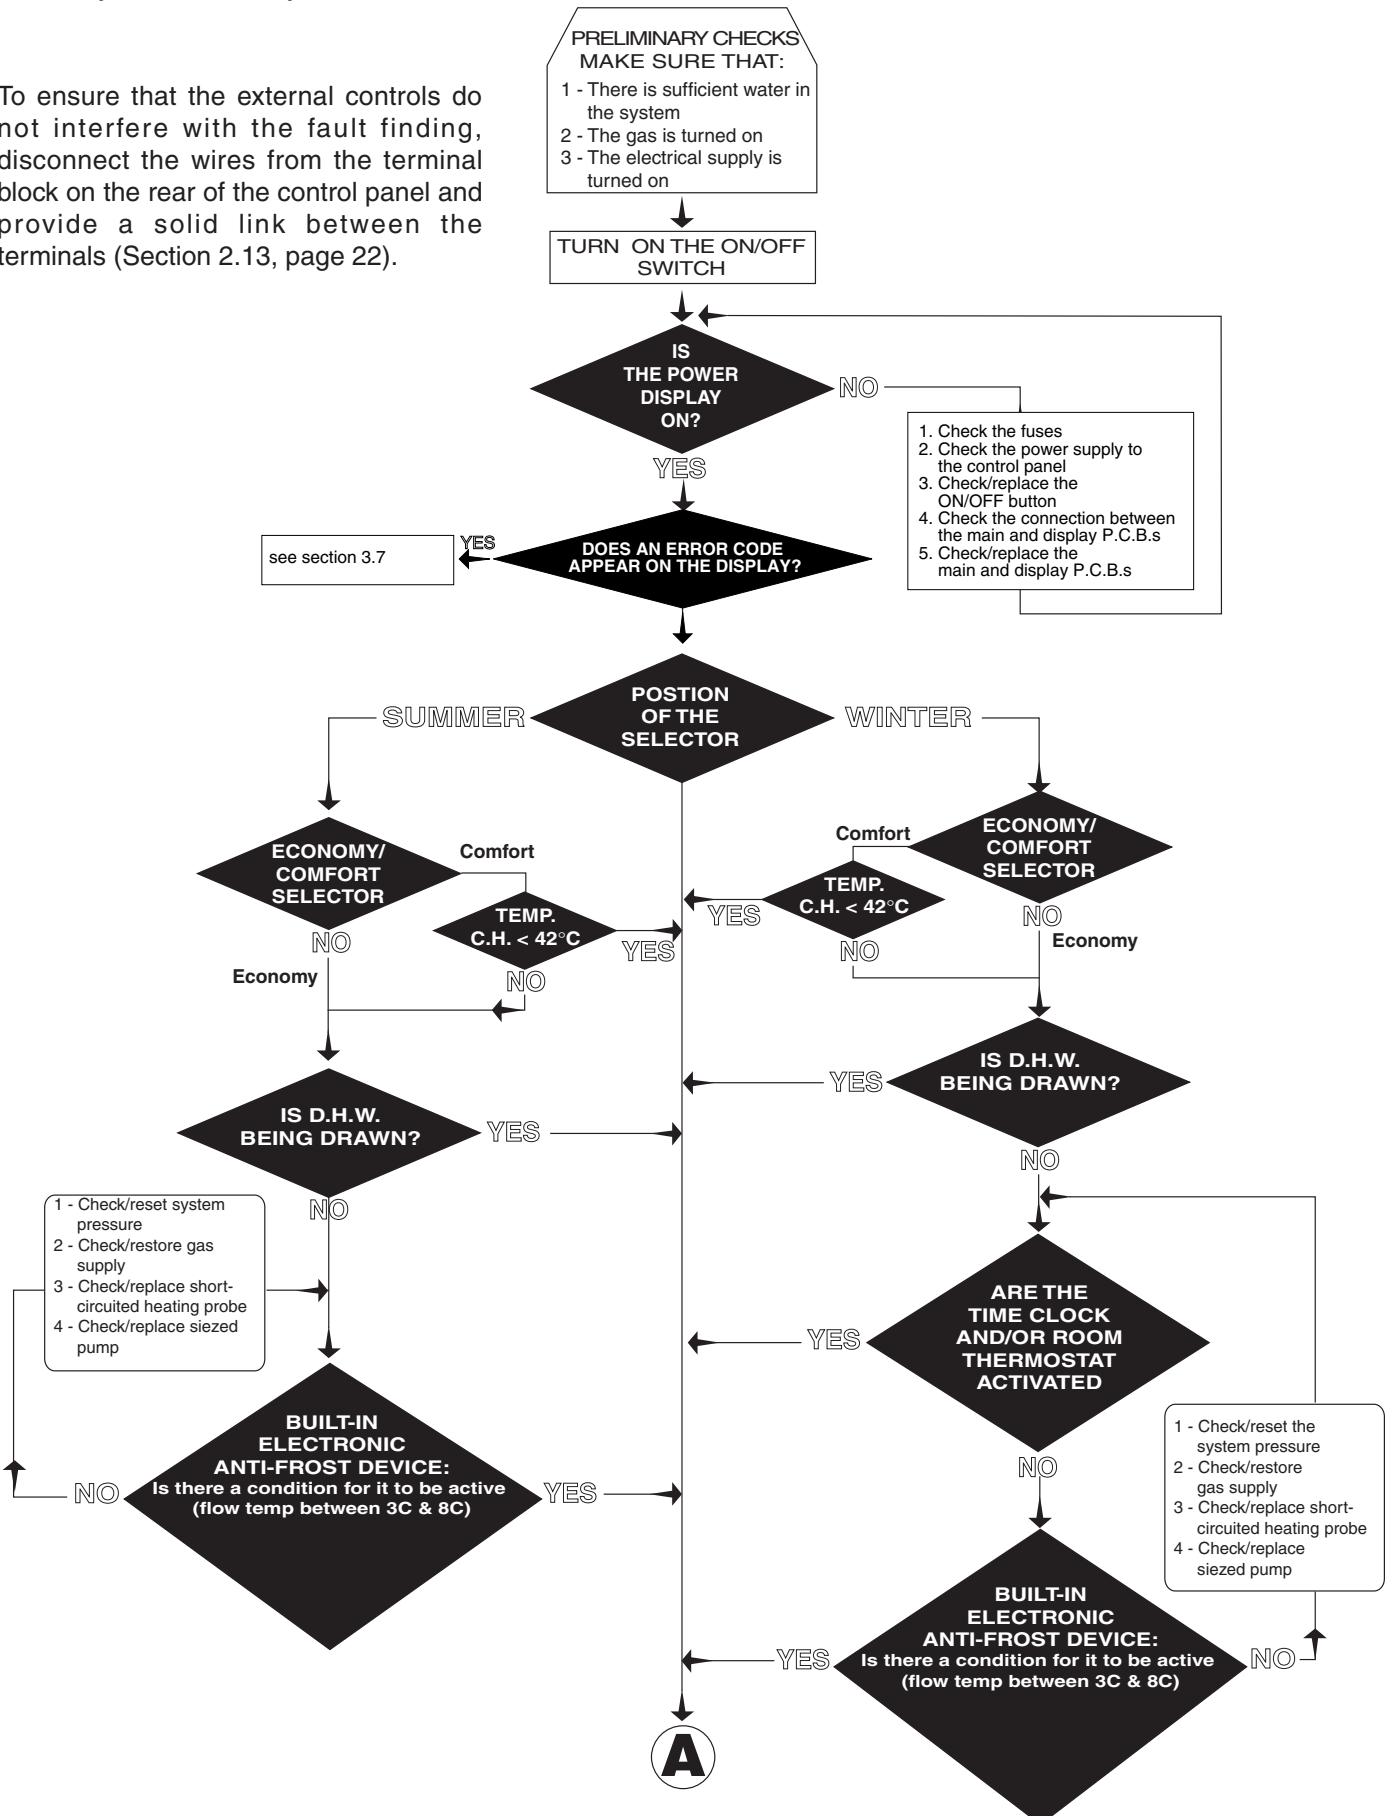 To ensure that the external controls do
not interfere with the fault finding,
disconnect the wires from the terminal
block on the rear of the control panel and
provide a solid link between the
terminals (Section 2.13, page 22).
PRELIMINARY CHECKS
MAKE SURE THAT:
1 - There is sufficient water in
the system
2 - The gas is turned on
3 - The electrical supply is
turned on
TURN ON THE ON/OFF
SWITCH
IS
THE POWER
DISPLAY
ON?
NO
YES
1. Check the fuses
2. Check the power supply to
the control panel
3. Check/replace the
ON/OFF button
4. Check the connection between
the main and display P.C.B.s
5. Check/replace the
main and display P.C.B.s
DOES AN ERROR CODE
APPEAR ON THE DISPLAY?
YES
see section 3.7
POSTION
OF THE
SELECTOR
SUMMER
WINTER
ECONOMY/
COMFORT
SELECTOR
Comfort
TEMP.
C.H. < 42°C
YES
NO
NO
Economy
IS D.H.W.
BEING DRAWN?
YES
NO
1 - Check/reset system
pressure
2 - Check/restore gas
supply
3 - Check/replace short-
circuited heating probe
4 - Check/replace siezed
pump
BUILT-IN
ELECTRONIC
ANTI-FROST DEVICE:
Is there a condition for it to be active
(flow temp between 3C & 8C)
NO
YES
ECONOMY/
COMFORT
SELECTOR
Comfort
TEMP.
C.H. < 42°C
YES
NO
NO
Economy
IS D.H.W.
BEING DRAWN?
YES
NO
ARE THE
TIME CLOCK
AND/OR ROOM
THERMOSTAT
ACTIVATED
YES
NO
1 - Check/reset the
system pressure
2 - Check/restore
gas supply
3 - Check/replace short-
circuited heating probe
4 - Check/replace
siezed pump
BUILT-IN
ELECTRONIC
ANTI-FROST DEVICE:
Is there a condition for it to be active
(flow temp between 3C & 8C)
YES
NO
A